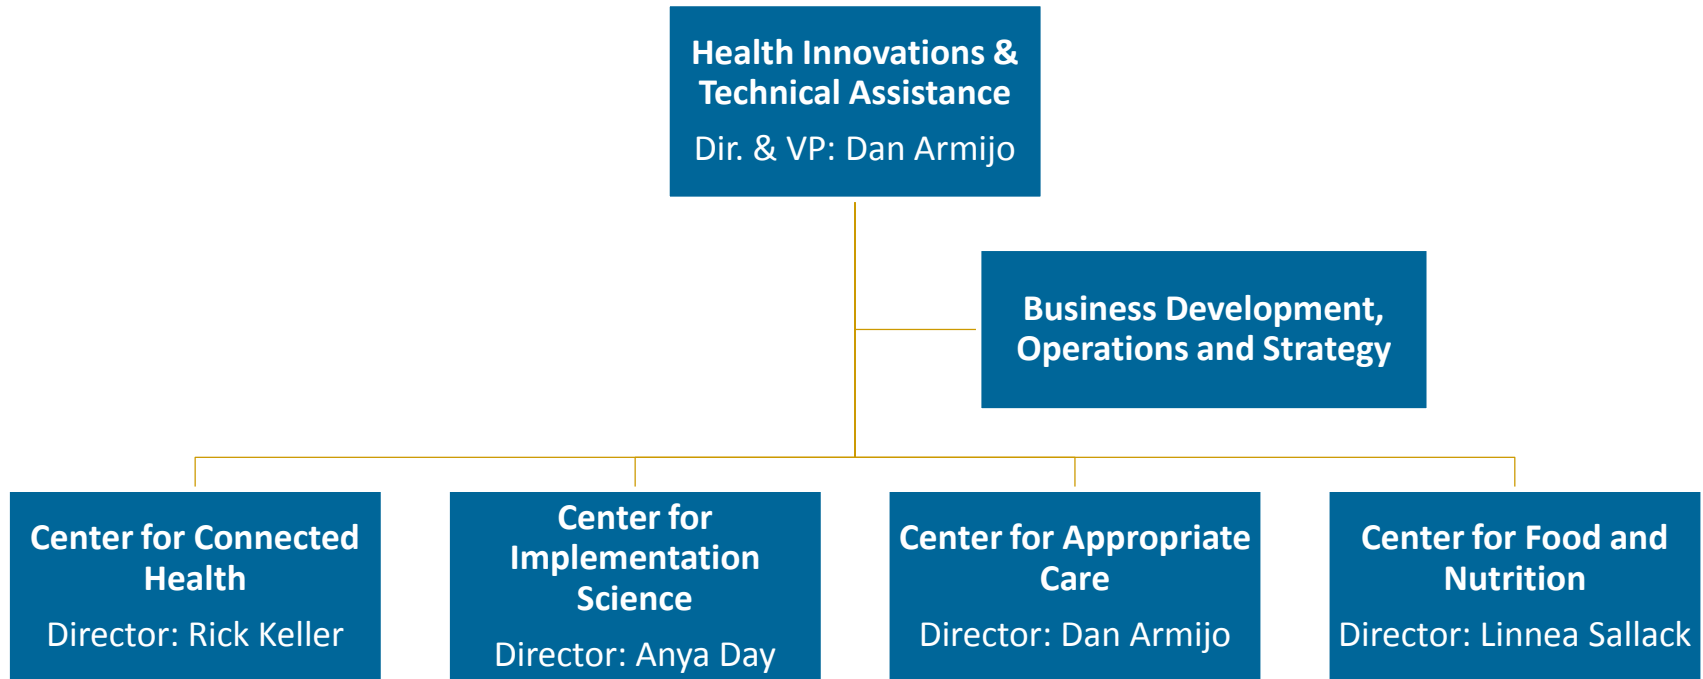 Health Innovations &
Technical Assistance
Dir. & VP: Dan Armijo
Business Development,
Operations and Strategy
Center for Connected
Health
Director: Rick Keller
Center for
Implementation
Science
Director: Anya Day
Center for Appropriate
Care
Director: Dan Armijo
Center for Food and
Nutrition
Director: Linnea Sallack